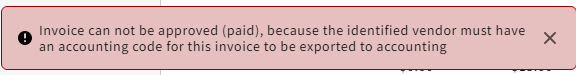 Invoice can not be approved (paid), because the identified vendor must have
an accounting code for this invoice to be exported to accounting